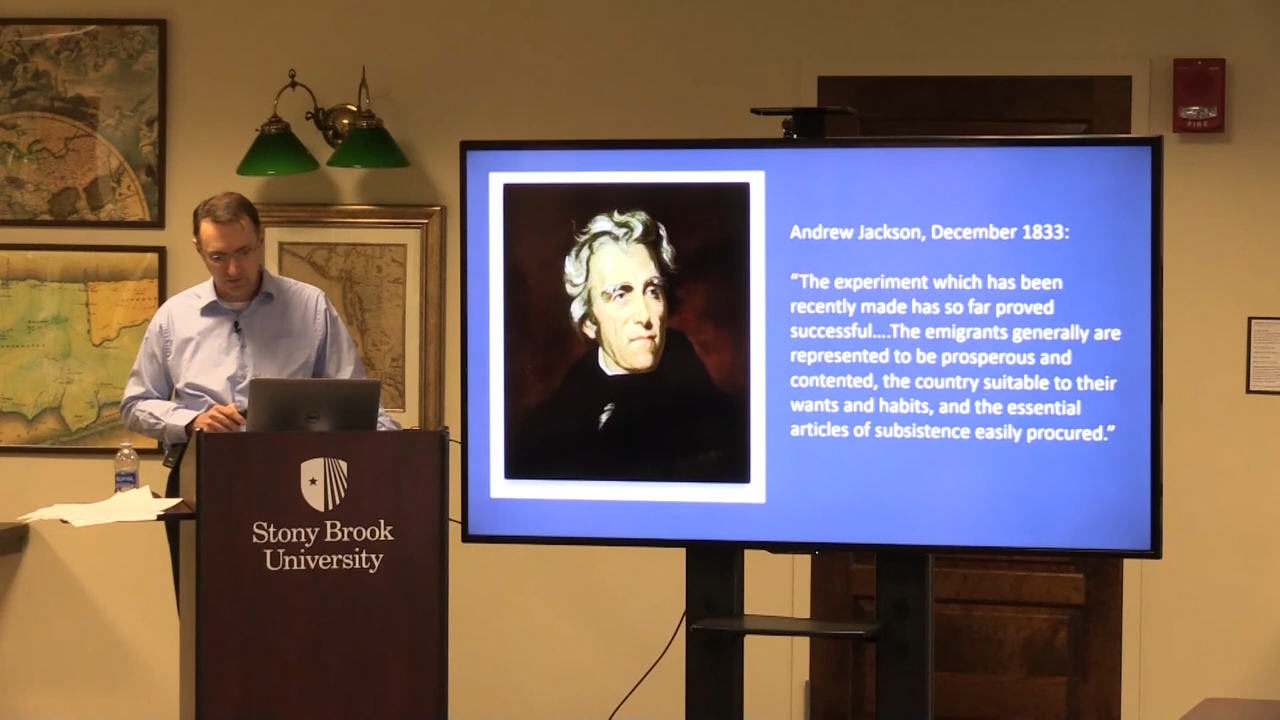 Andrew Jackson, December 1833:
“The experiment which has been
recently made has so far proved
successful....The emigrants generally are
represented to be prosperous and
contented, the country suitable to their
wants and habits, and the essential
articles of subsistence easily procured.”
Stony Brook
University
FIRE